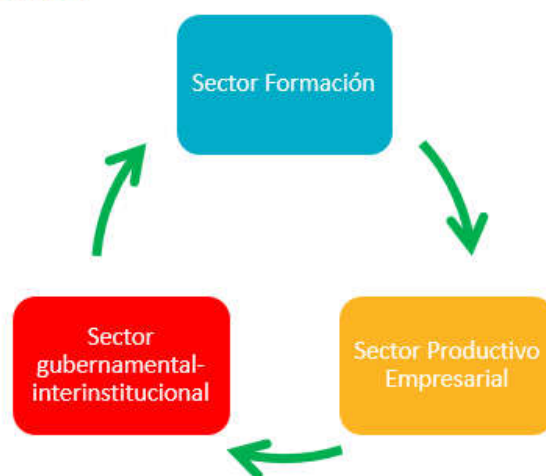 Sector Formación
Sector
gubernamental-
interinstitucional
Sector Productivo
Empresarial